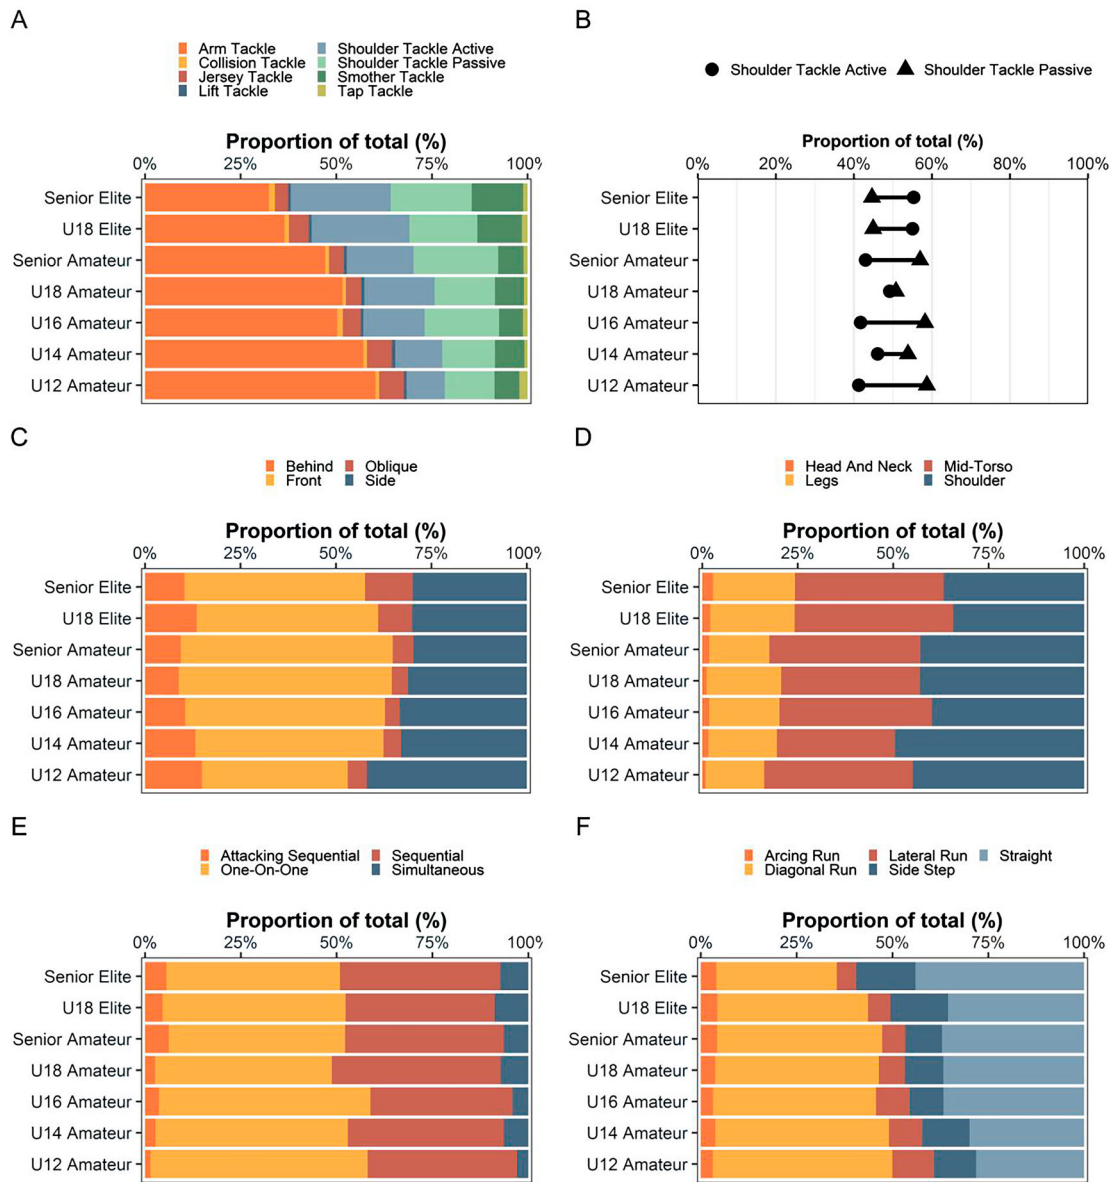 A
Arm Tackle
Collision Tackle
Jersey Tackle
Lift Tackle
Shoulder Tackle Active
Shoulder Tackle Passive
Smother Tackle
Tap Tackle
Proportion of total (%)
0% 25% 50% 75% 100%
Senior Elite
U18 Elite
Senior Amateur
U18 Amateur
U16 Amateur
U14 Amateur
U12 Amateur
B
Shoulder Tackle Active Shoulder Tackle Passive
Proportion of total (%)
0% 20% 40% 60% 80% 100%
Senior Elite
U18 Elite
Senior Amateur
U18 Amateur
U16 Amateur
U14 Amateur
U12 Amateur
C
Behind
Front
Oblique
Side
Proportion of total (%)
0% 25% 50% 75% 100%
Senior Elite
U18 Elite
Senior Amateur
U18 Amateur
U16 Amateur
U14 Amateur
U12 Amateur
D
Head And Neck
Legs
Mid-Torso
Shoulder
Proportion of total (%)
0% 25% 50% 75% 100%
Senior Elite
U18 Elite
Senior Amateur
U18 Amateur
U16 Amateur
U14 Amateur
U12 Amateur
E
Attacking Sequential
One-On-One
Sequential
Simultaneous
Proportion of total (%)
0% 25% 50% 75% 100%
Senior Elite
U18 Elite
Senior Amateur
U18 Amateur
U16 Amateur
U14 Amateur
U12 Amateur
F
Arcing Run
Diagonal Run
Lateral Run
Side Step
Straight
Proportion of total (%)
0% 25% 50% 75% 100%
Senior Elite
U18 Elite
Senior Amateur
U18 Amateur
U16 Amateur
U14 Amateur
U12 Amateur